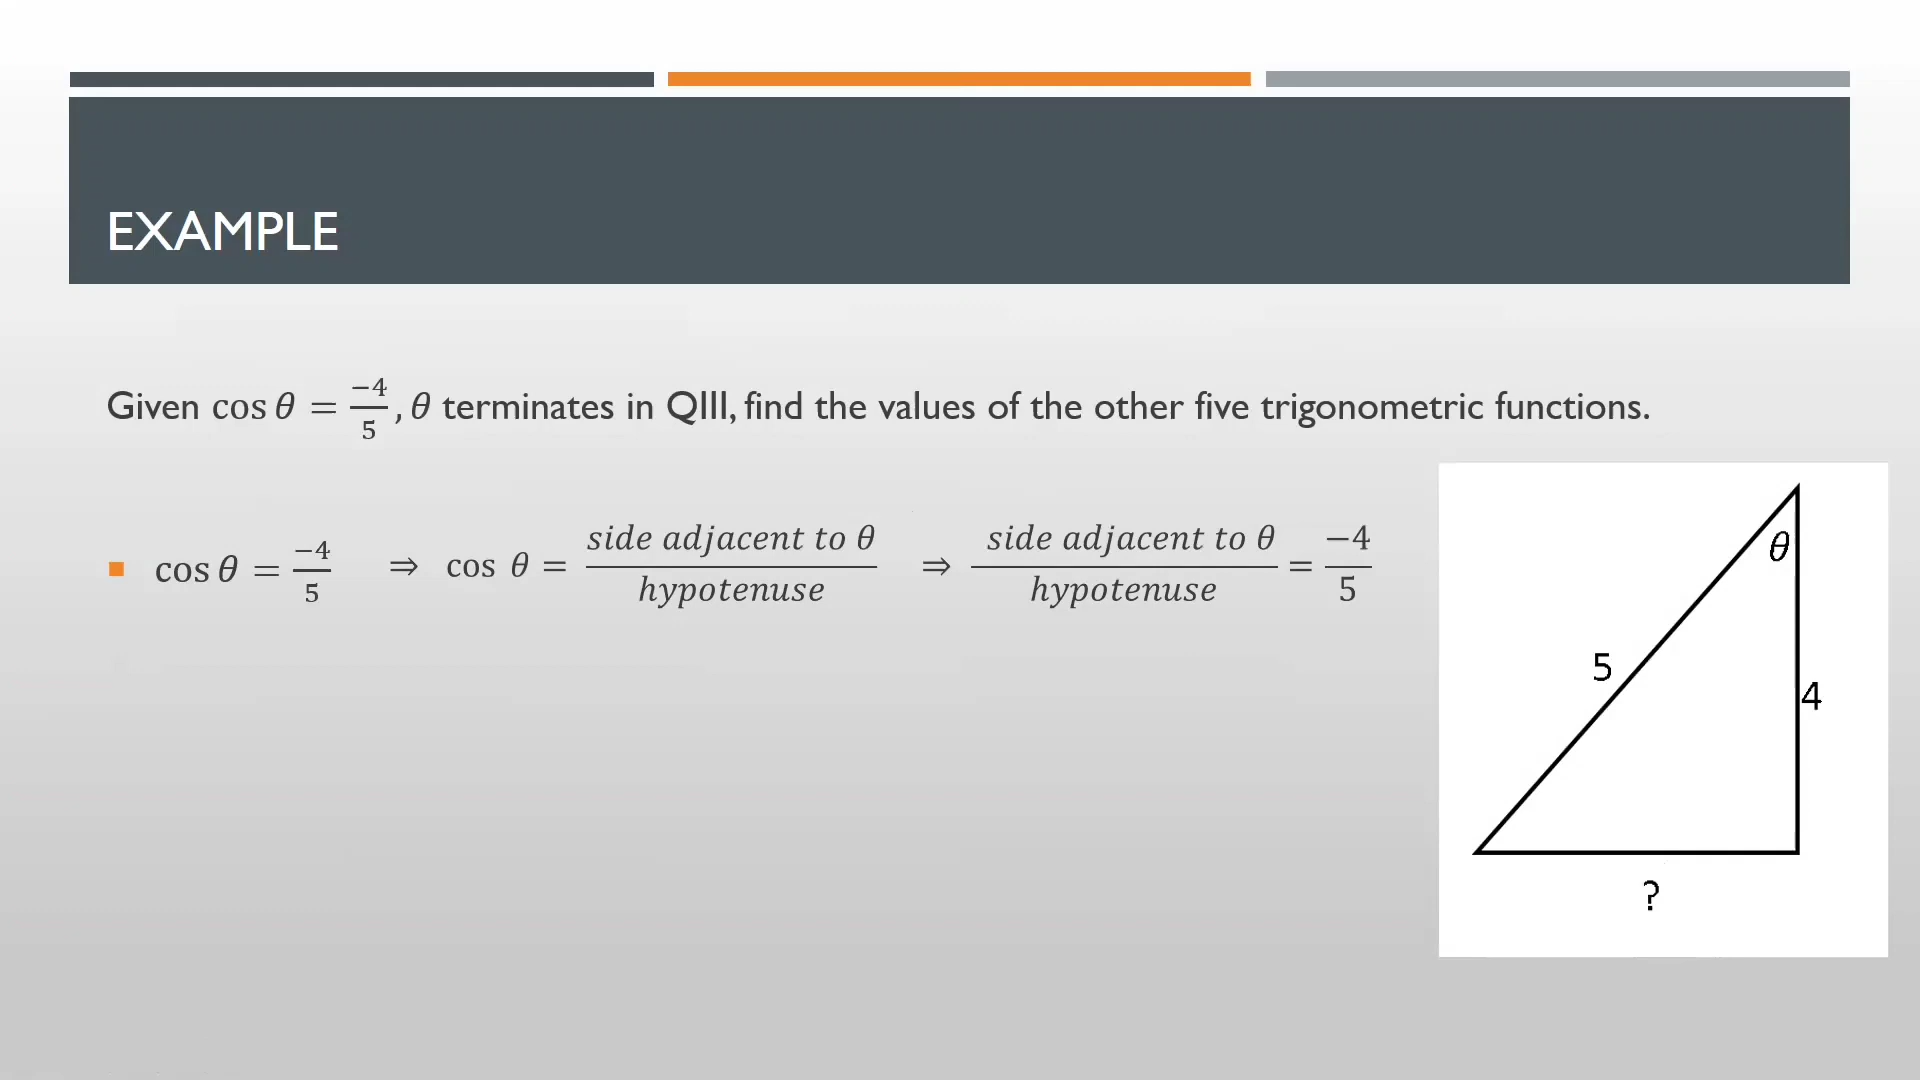 EXAMPLE
Given cos θ = −4/5, θ terminates in QIII, find the values of the other five trigonometric functions.
▪ cos θ = −4/5 ⇒ cos θ = side adjacent to θ/hypotenuse ⇒ side adjacent to θ/hypotenuse = −4/5
θ
5
4
?